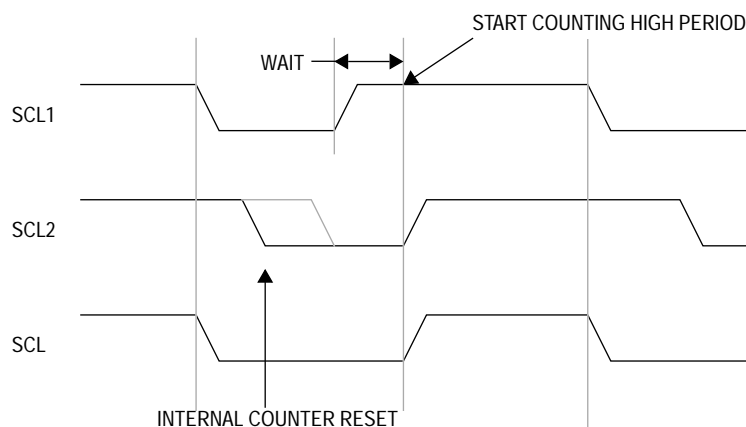 START COUNTING HIGH PERIOD
WAIT
SCL1
SCL2
SCL
INTERNAL COUNTER RESET